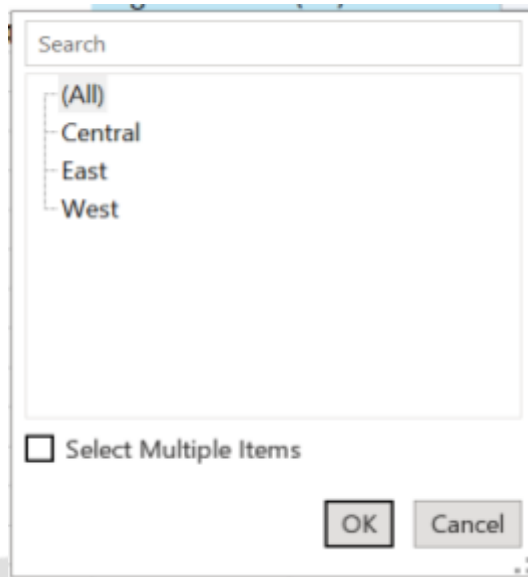 Search
(All)
Central
East
West
Select Multiple Items
OK Cancel